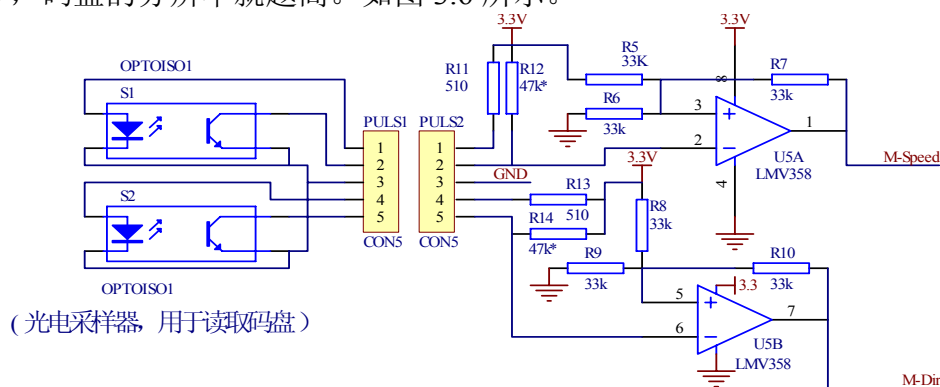 ，码盘的分辨率就越高。如图 3.6 所示。
3.3V
3.3V
OPTOISO1
R11
510
R12
47k*
R5
33K
R7
33k
S1
R6
33k
8
PULS1
PULS2
3
1
2
U5A
LMV358
4
M-Speed
1
2
3
4
5
1
2
3
4
5
GND
3.3V
R13
510
R8
33k
S2
R14
47k*
CON5
CON5
R9
33k
R10
33k
OPTOISO1
5
3.3
7
6
(光电采样器，用于读取码盘）
U5B
LMV358
M-Dir